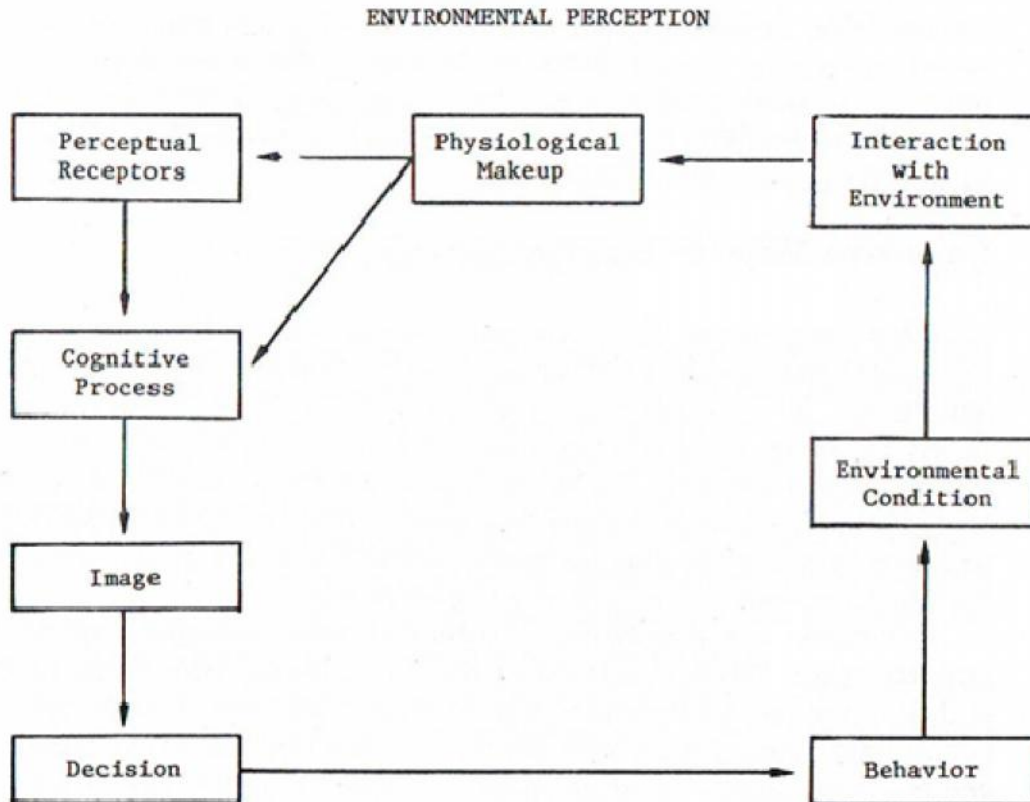 ENVIRONMENTAL PERCEPTION
Perceptual
Receptors
Physiological
Makeup
Interaction
with
Environment
Cognitive
Process
Environmental
Condition
Image
Decision
Behavior